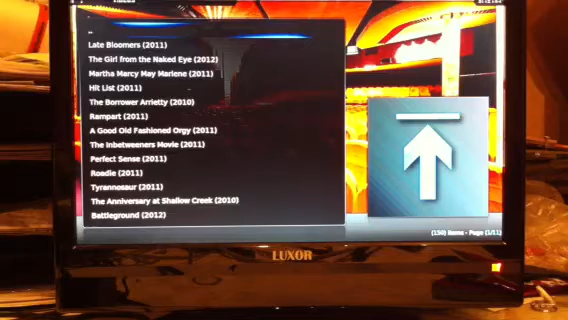 ..
Late Bloomers (2011)
The Girl from the Naked Eye (2012)
Martha Marcy May Marlene (2011)
Hit List (2011)
The Borrower Arrietty (2010)
Rampart (2011)
A Good Old Fashioned Orgy (2011)
The Inbetweeners Movie (2011)
Perfect Sense (2011)
Roadie (2011)
Tyrannosaur (2011)
The Anniversary at Shallow Creek (2010)
Battleground (2012)
(150) Items - Page (1/11)
LUXOR